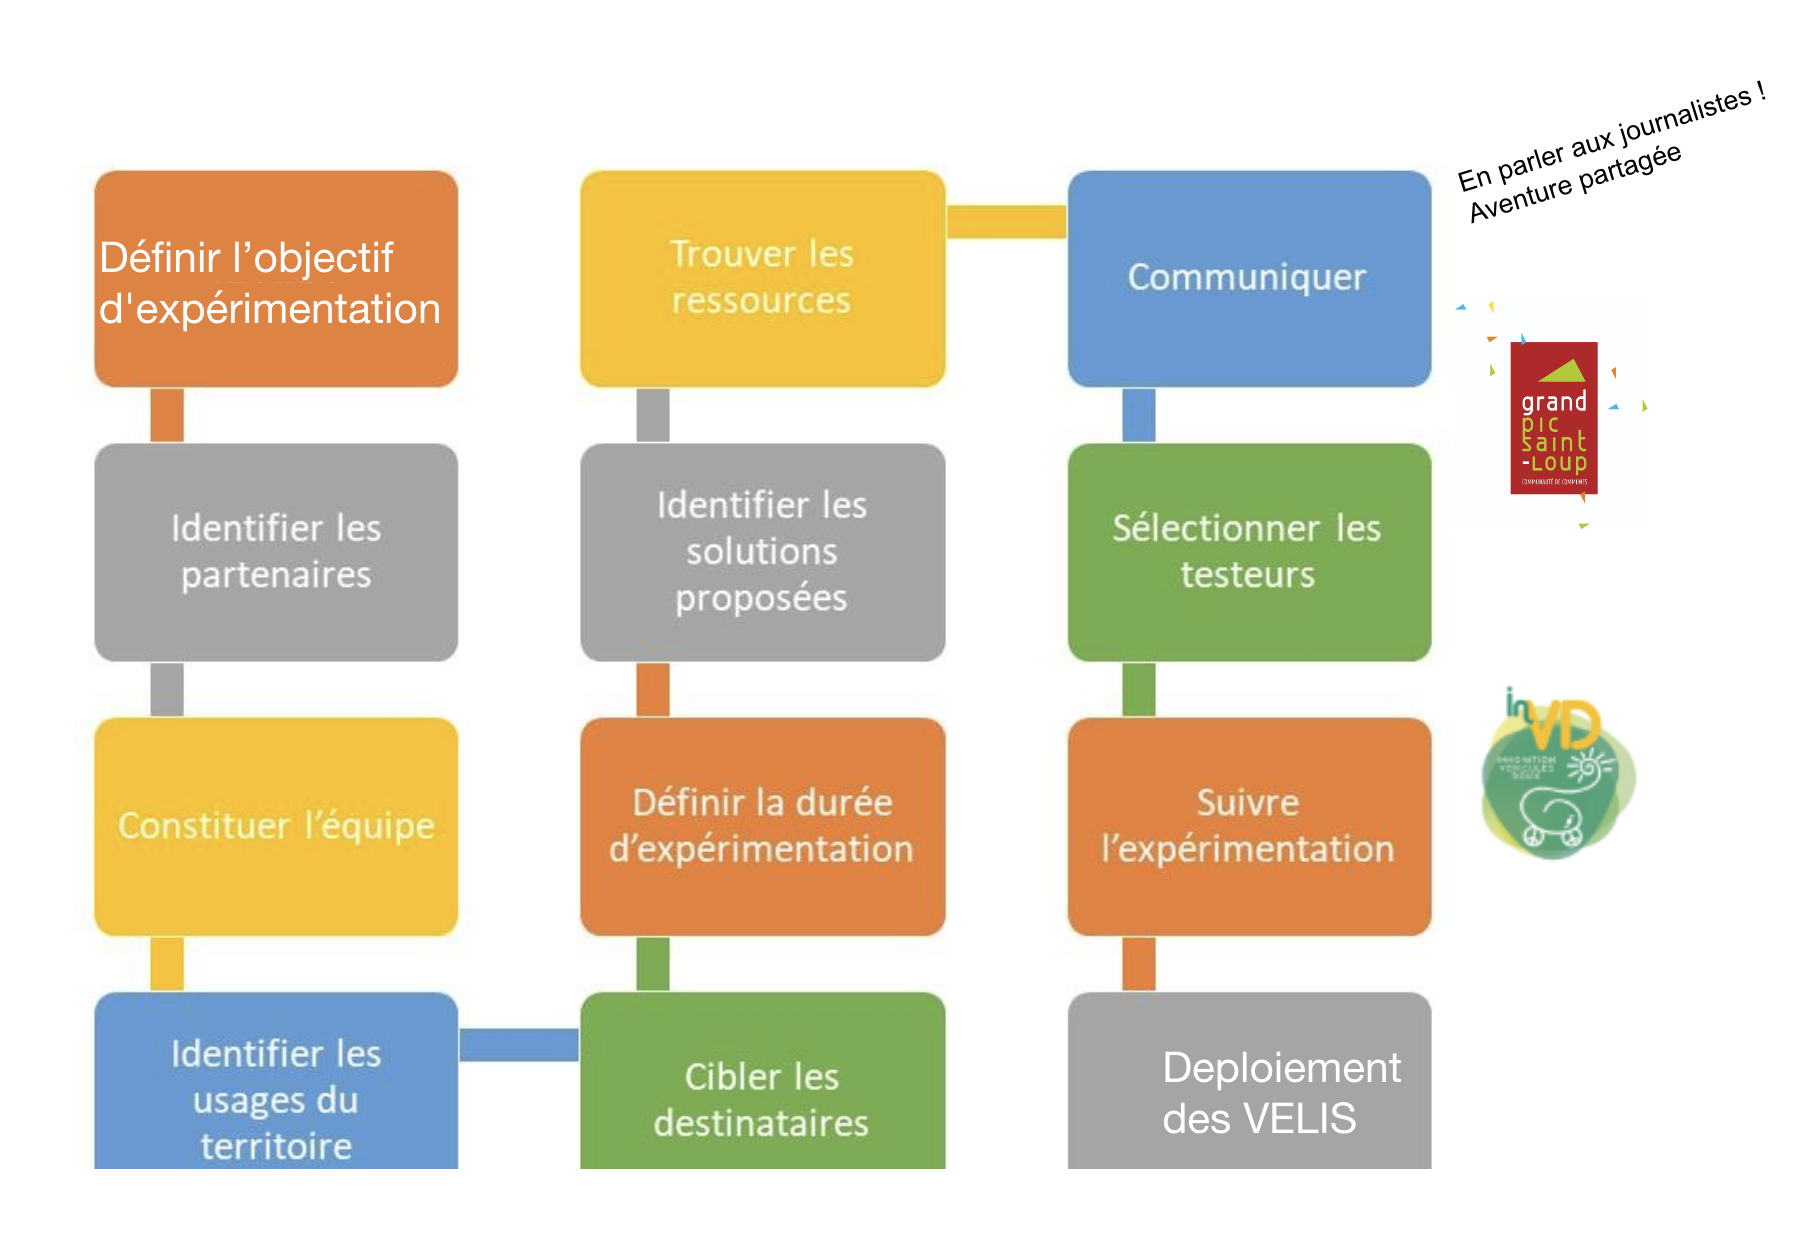 Définir l’objectif
d'expérimentation
Identifier les
partenaires
Constituer l’équipe
Identifier les
usages du
territoire
Cibler les
destinataires
Définir la durée
d’expérimentation
Identifier les
solutions
proposées
Trouver les
ressources
Communiquer
Sélectionner les
testeurs
Suivre
l’expérimentation
Deploiement
des VELIS
En parler aux journalistes !
Aventure partagée
grand
pic
saint
-Loup
COMMUNAUTÉ DE COMMUNES
inVD
INNOVATION
VEHICULES
DOUX